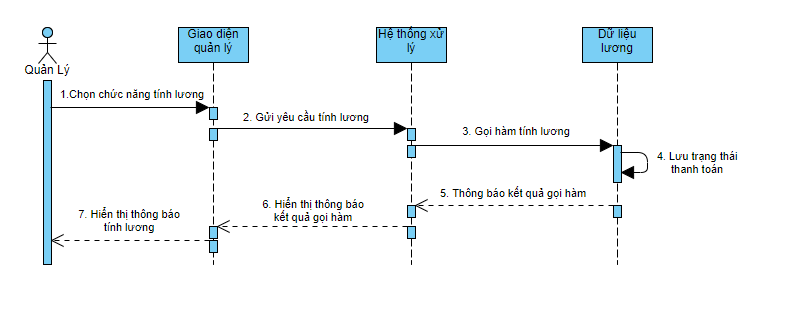 Giao diện
quản lý
Hệ thống xử
lý
Dữ liệu
lương
Quản Lý
1.Chọn chức năng tính lương
2. Gửi yêu cầu tính lương
3. Gọi hàm tính lương
4. Lưu trạng thái
thanh toán
5. Thông báo kết quả gọi hàm
6. Hiển thị thông báo
kết quả gọi hàm
7. Hiển thị thông báo
tính lương